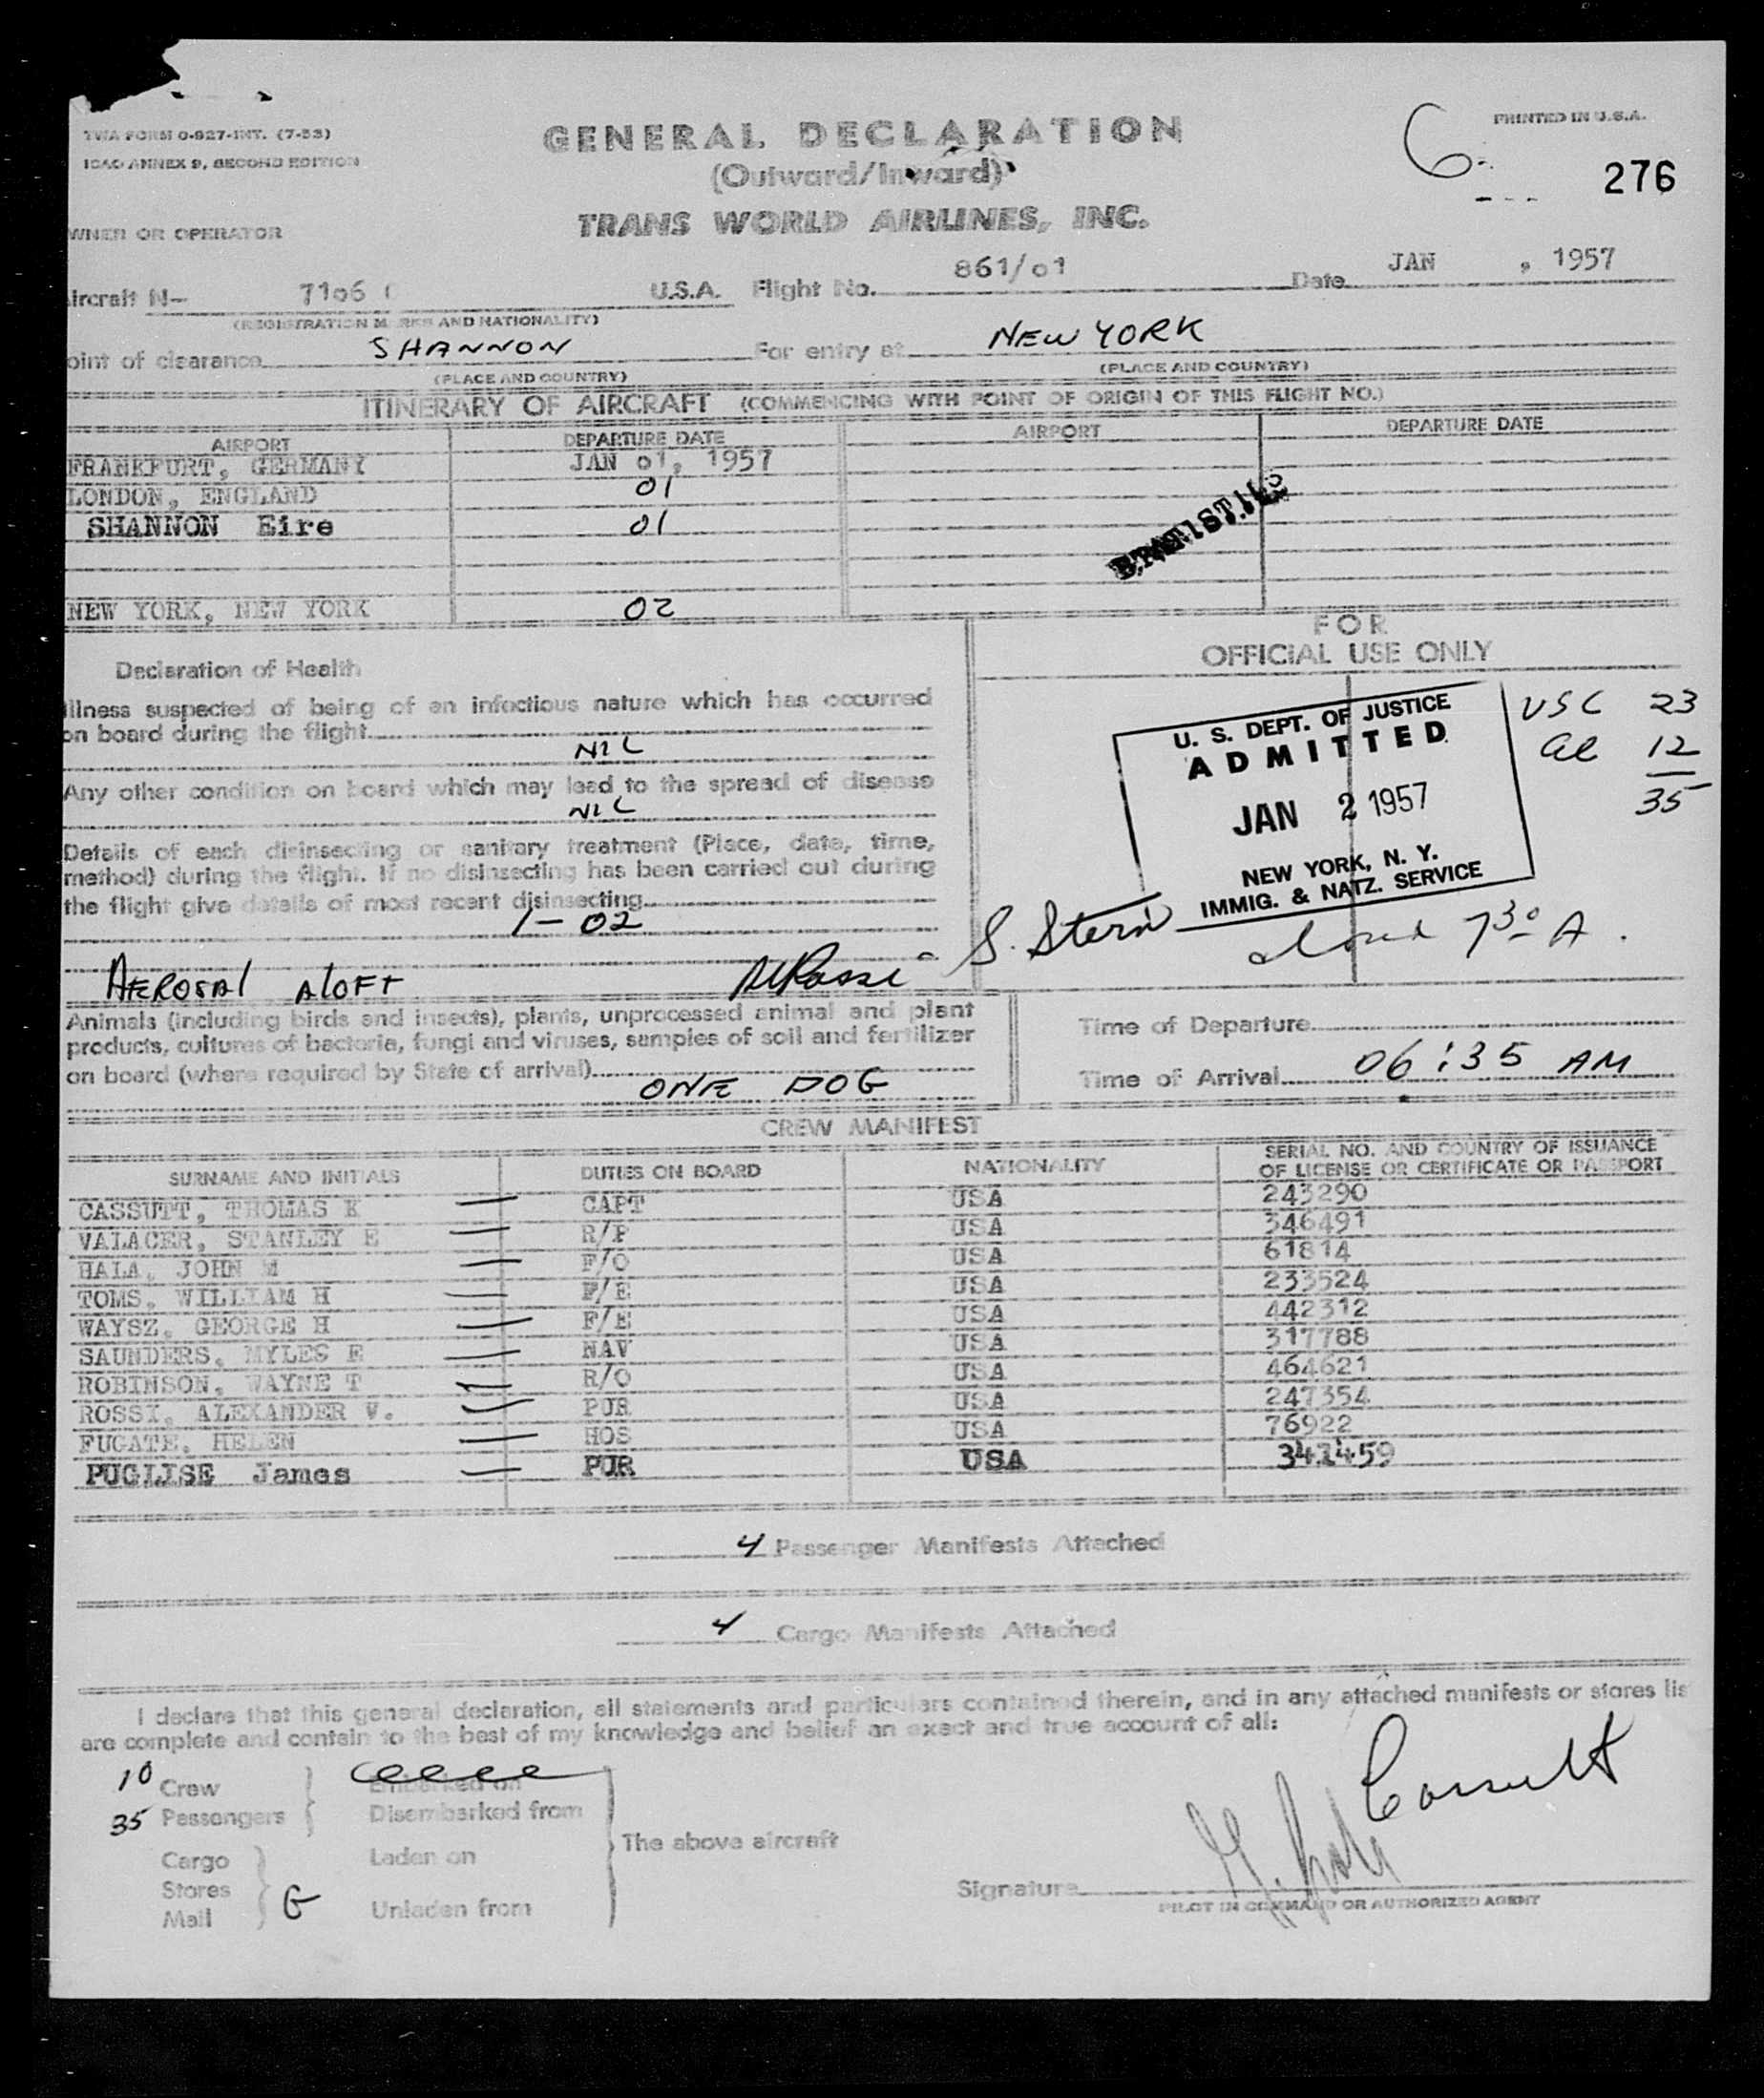 TWA FORM O-927-INT. (7-53)
ICAO ANNEX 9, SECOND EDITION
PRINTED IN U.S.A.
GENERAL DECLARATION
(Outward/Inward)
6
276
TRANS WORLD AIRLINES, INC.
WNER OR OPERATOR
ircraft N- 7106 C U.S.A. Flight No. 861/01 Date JAN , 1957
(REGISTRATION MARKS AND NATIONALITY)
oint of clearance SHANNON For entry at NEW YORK
(PLACE AND COUNTRY) (PLACE AND COUNTRY)
ITINERARY OF AIRCRAFT (COMMENCING WITH POINT OF ORIGIN OF THIS FLIGHT NO.)
AIRPORT DEPARTURE DATE AIRPORT DEPARTURE DATE
FRANKFURT, GERMANY JAN 01, 1957
LONDON, ENGLAND 01
SHANNON Eire 01
NEW YORK, NEW YORK 02
FOR
OFFICIAL USE ONLY
Declaration of Health
Illness suspected of being of an infectious nature which has occurred
on board during the flight
NIL
Any other condition on board which may lead to the spread of disease
NIL
Details of each disinsecting or sanitary treatment (Place, date, time,
method) during the flight. If no disinsecting has been carried out during
the flight give details of most recent disinsecting
1-02
AEROSAL ALOFT
U. S. DEPT. OF JUSTICE
ADMITTED
JAN 2 1957
NEW YORK, N. Y.
IMMIG. & NATZ. SERVICE
USC 23
al 12
35
S. Stern
730 A.
Animals (including birds and insects), plants, unprocessed animal and plant
products, cultures of bacteria, fungi and viruses, samples of soil and fertilizer
on board (where required by State of arrival)
ONE DOG
Time of Departure
Time of Arrival 06:35 AM
CREW MANIFEST
SURNAME AND INITIALS DUTIES ON BOARD NATIONALITY SERIAL NO. AND COUNTRY OF ISSUANCE OF LICENSE OR CERTIFICATE OR PASSPORT
CASSUTT, THOMAS K — CAPT USA 243290
VALACER, STANLEY E — R/P USA 346491
HALA, JOHN M — F/O USA 61814
TOMS, WILLIAM H — F/E USA 233524
WAYSZ, GEORGE H — F/E USA 442312
SAUNDERS, MYLES E — NAV USA 317788
ROBINSON, WAYNE T — R/O USA 464621
ROSSI, ALEXANDER V. — PUR USA 247354
FUGATE, HELEN — HOS USA 76922
PUGLISE James — PUR USA 341459
4 Passenger Manifests Attached
4 Cargo Manifests Attached
I declare that this general declaration, all statements and particulars contained therein, and in any attached manifests or stores lis
are complete and contain to the best of my knowledge and belief an exact and true account of all:
10 Crew
35 Passengers
Embarked on
Disembarked from
Cargo
Stores
Mail
G
Laden on
Unladen from
The above aircraft
Cassutt
Signature
PILOT IN COMMAND OR AUTHORIZED AGENT